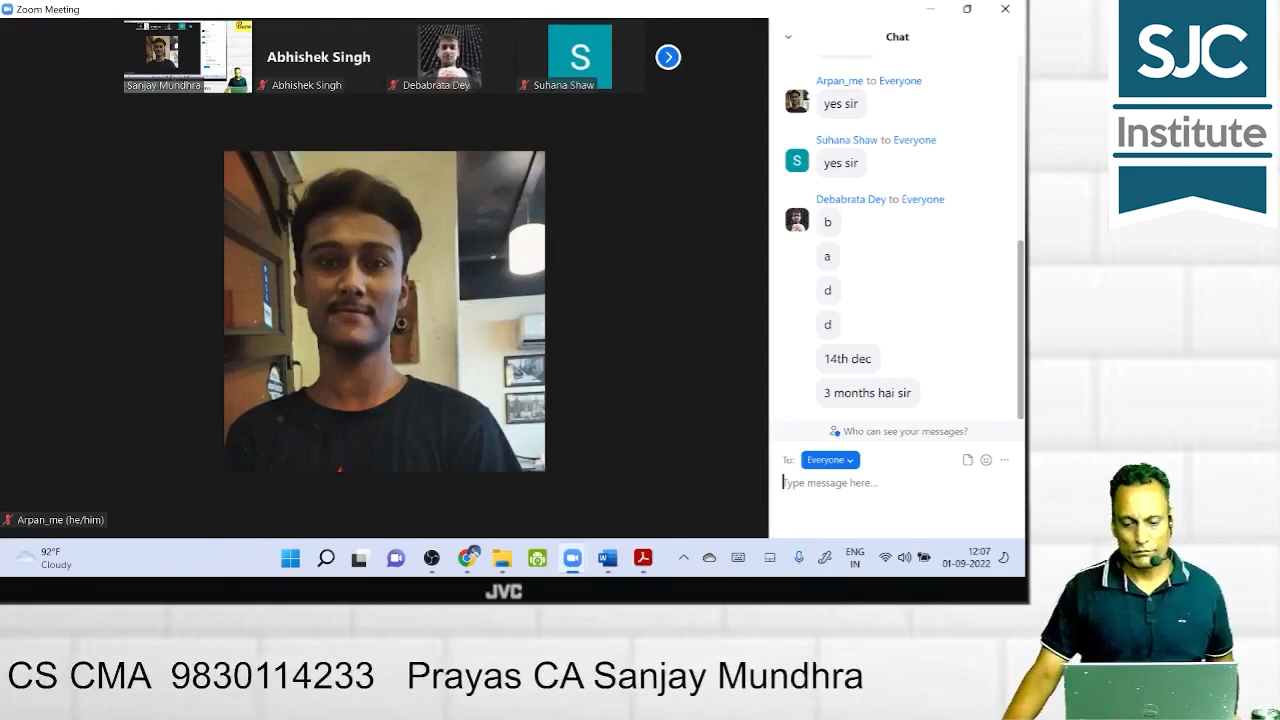 Zoom Meeting
SJC
Institute
Chat
Abhishek Singh
S
Sanjay Mundhra
Abhishek Singh
Debabrata Dey
Suhana Shaw
Arpan_me to Everyone
yes sir
Suhana Shaw to Everyone
S
yes sir
Debabrata Dey to Everyone
b
a
d
d
14th dec
3 months hai sir
Who can see your messages?
To: Everyone
Type message here...
Arpan_me (he/him)
92°F
Cloudy
ENG
IN
12:07
01-09-2022
JVC
CS CMA 9830114233 Prayas CA Sanjay Mundhra